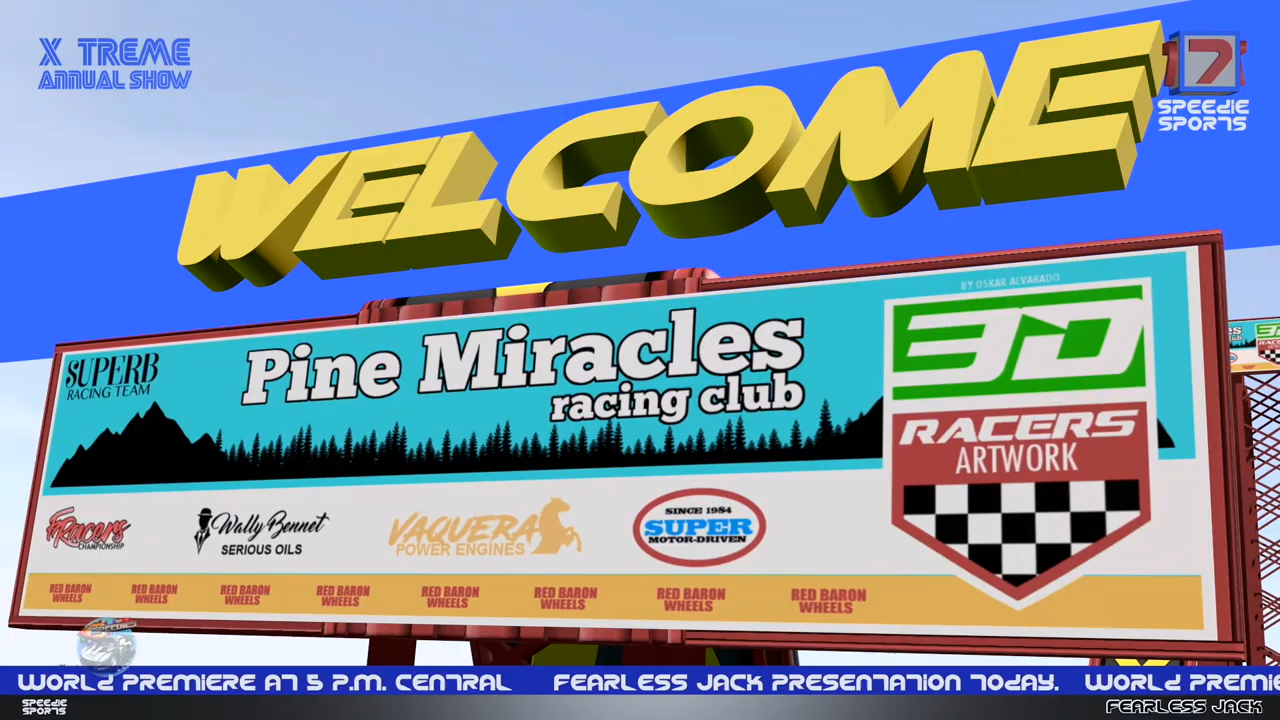 X TREME
ANNUAL SHOW
7
SPEEDIE
SPORTS
WELCOME
BY OSKAR ALVARADO
SUPERB
RACING TEAM
Pine Miracles
racing club
3D
RACERS
ARTWORK
FRacers
CHAMPIONSHIP
Wally Bennet
SERIOUS OILS
VAQUERA
POWER ENGINES
SINCE 1984
SUPER
MOTOR-DRIVEN
RED BARON WHEELS
RED BARON WHEELS
RED BARON WHEELS
RED BARON WHEELS
RED BARON WHEELS
RED BARON WHEELS
RED BARON WHEELS
RED BARON WHEELS
SPEEDIES
WORLD PREMIERE AT 5 P.M. CENTRAL FEARLESS JACK PRESENTATION TODAY. WORLD PREMIE
SPEEDIE
SPORTS
FEARLESS JACK